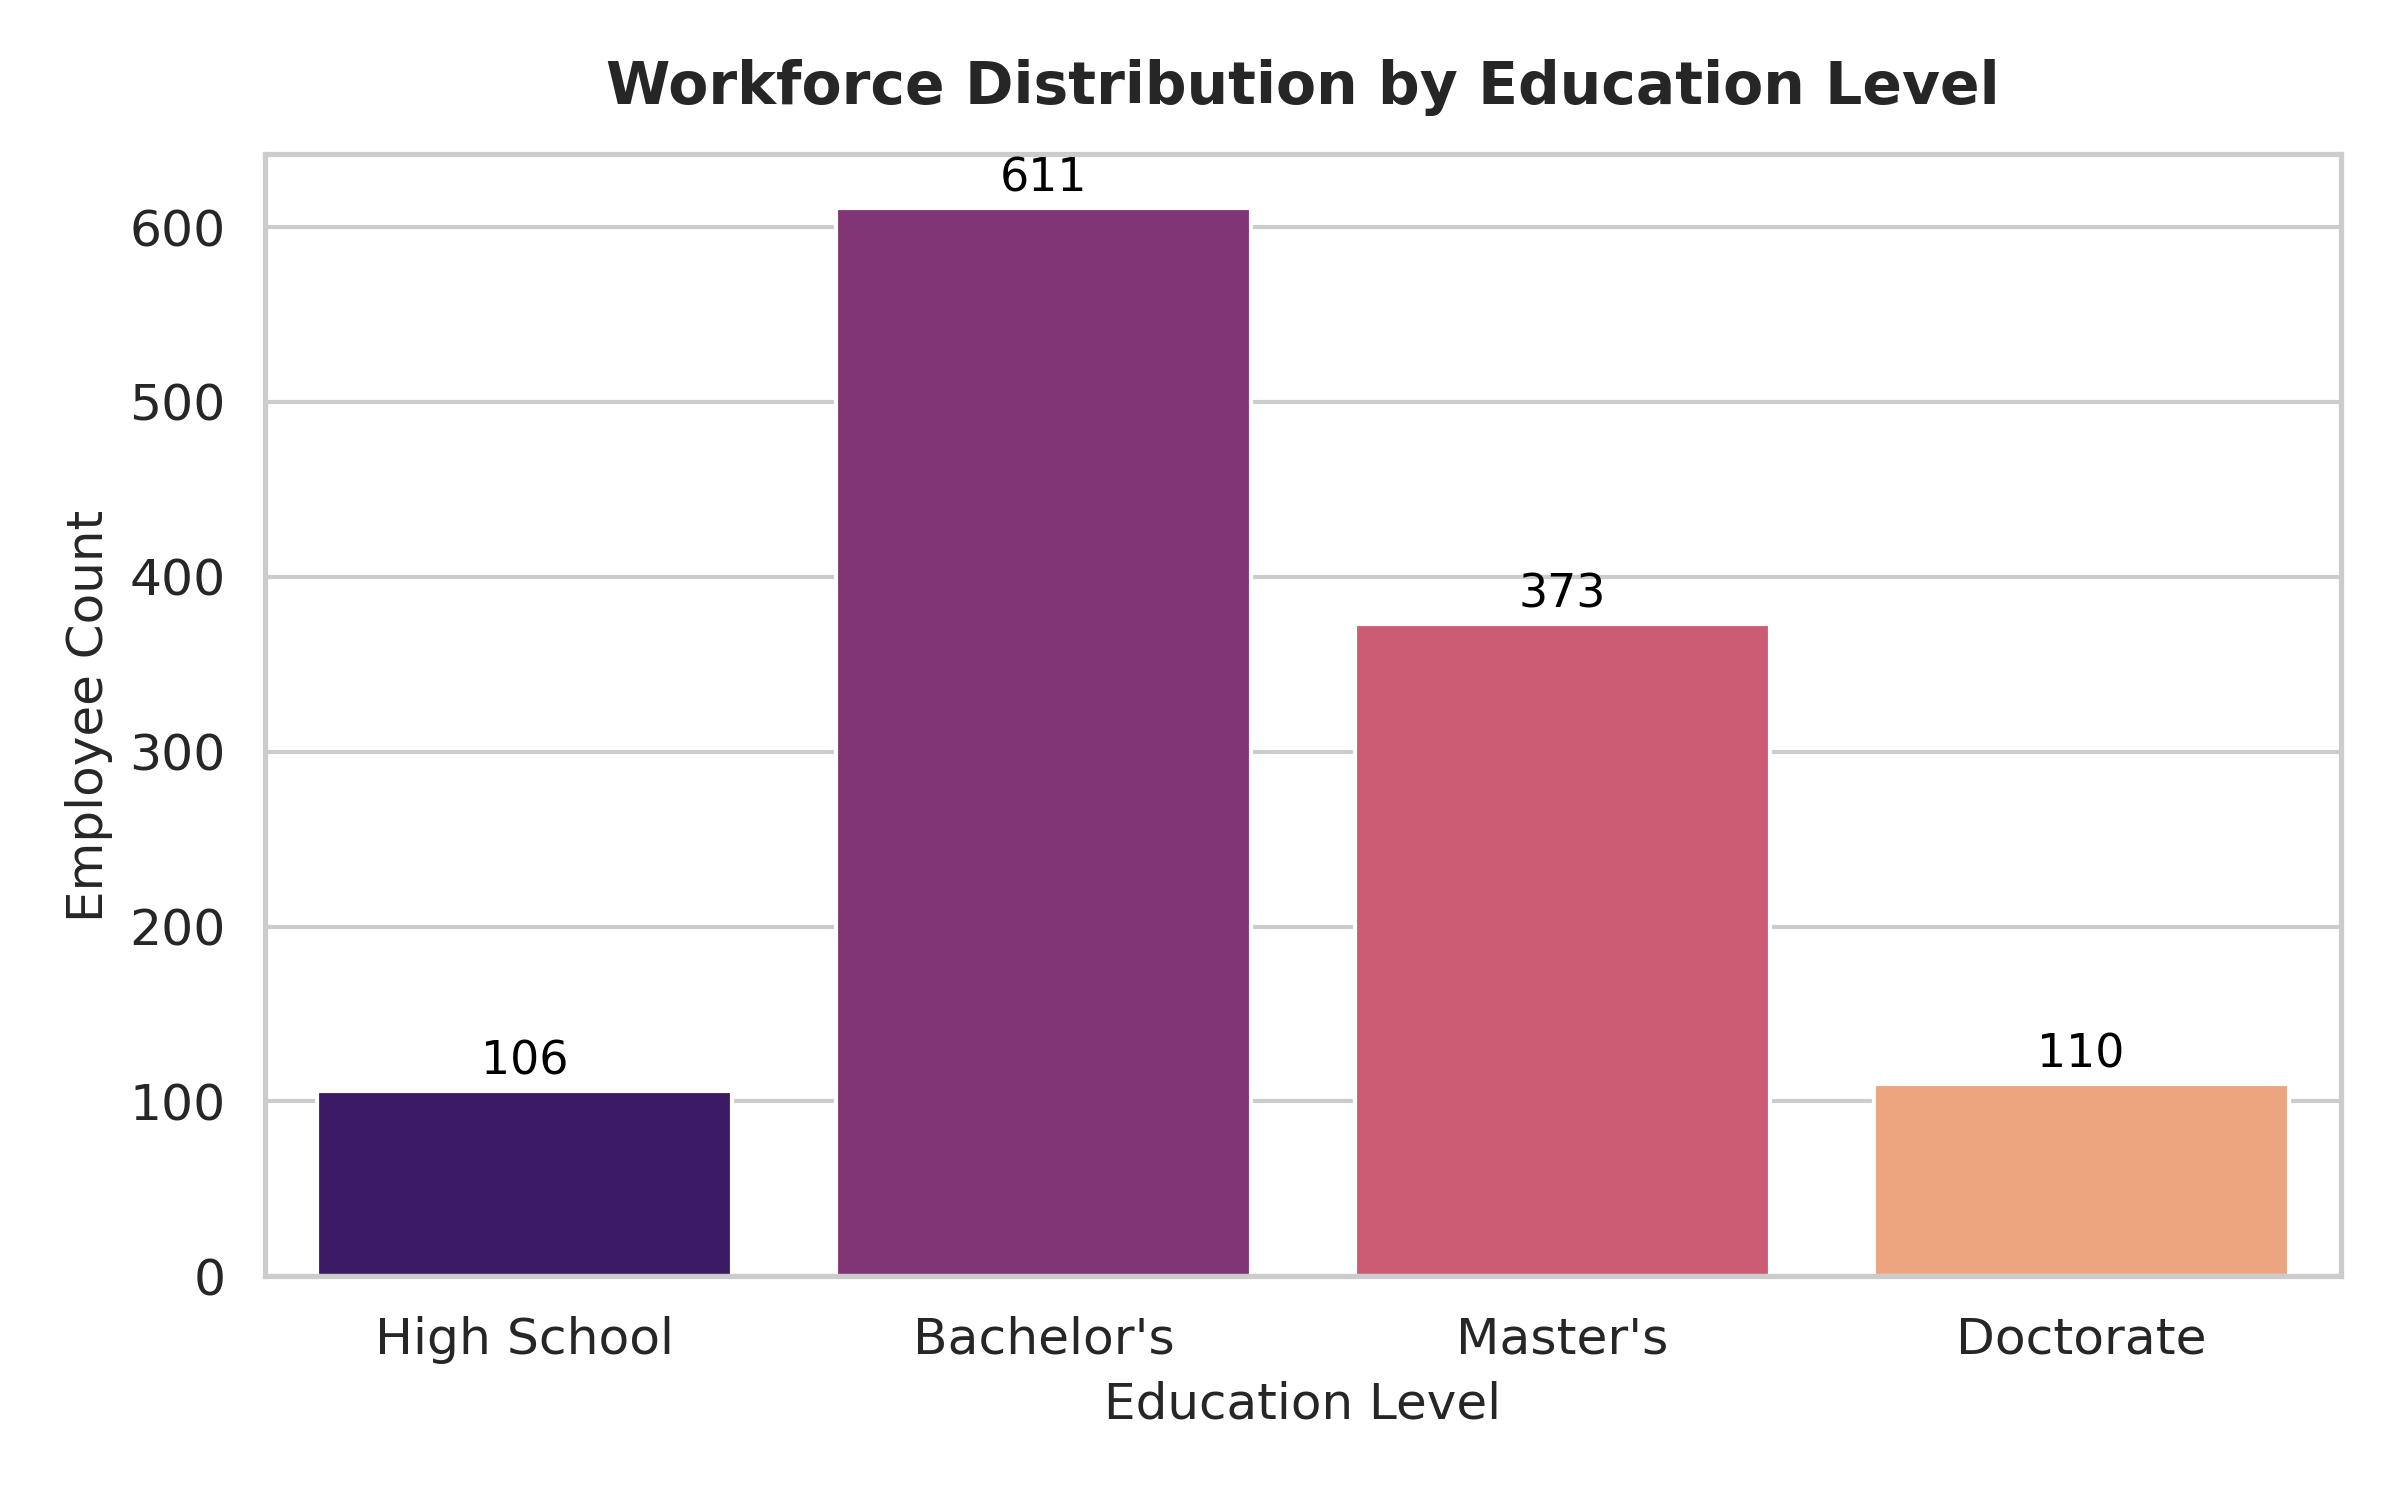 Workforce Distribution by Education Level
611
600
500
400
373
300
200
106
110
100
0
Employee Count
High School
Bachelor's
Master's
Doctorate
Education Level